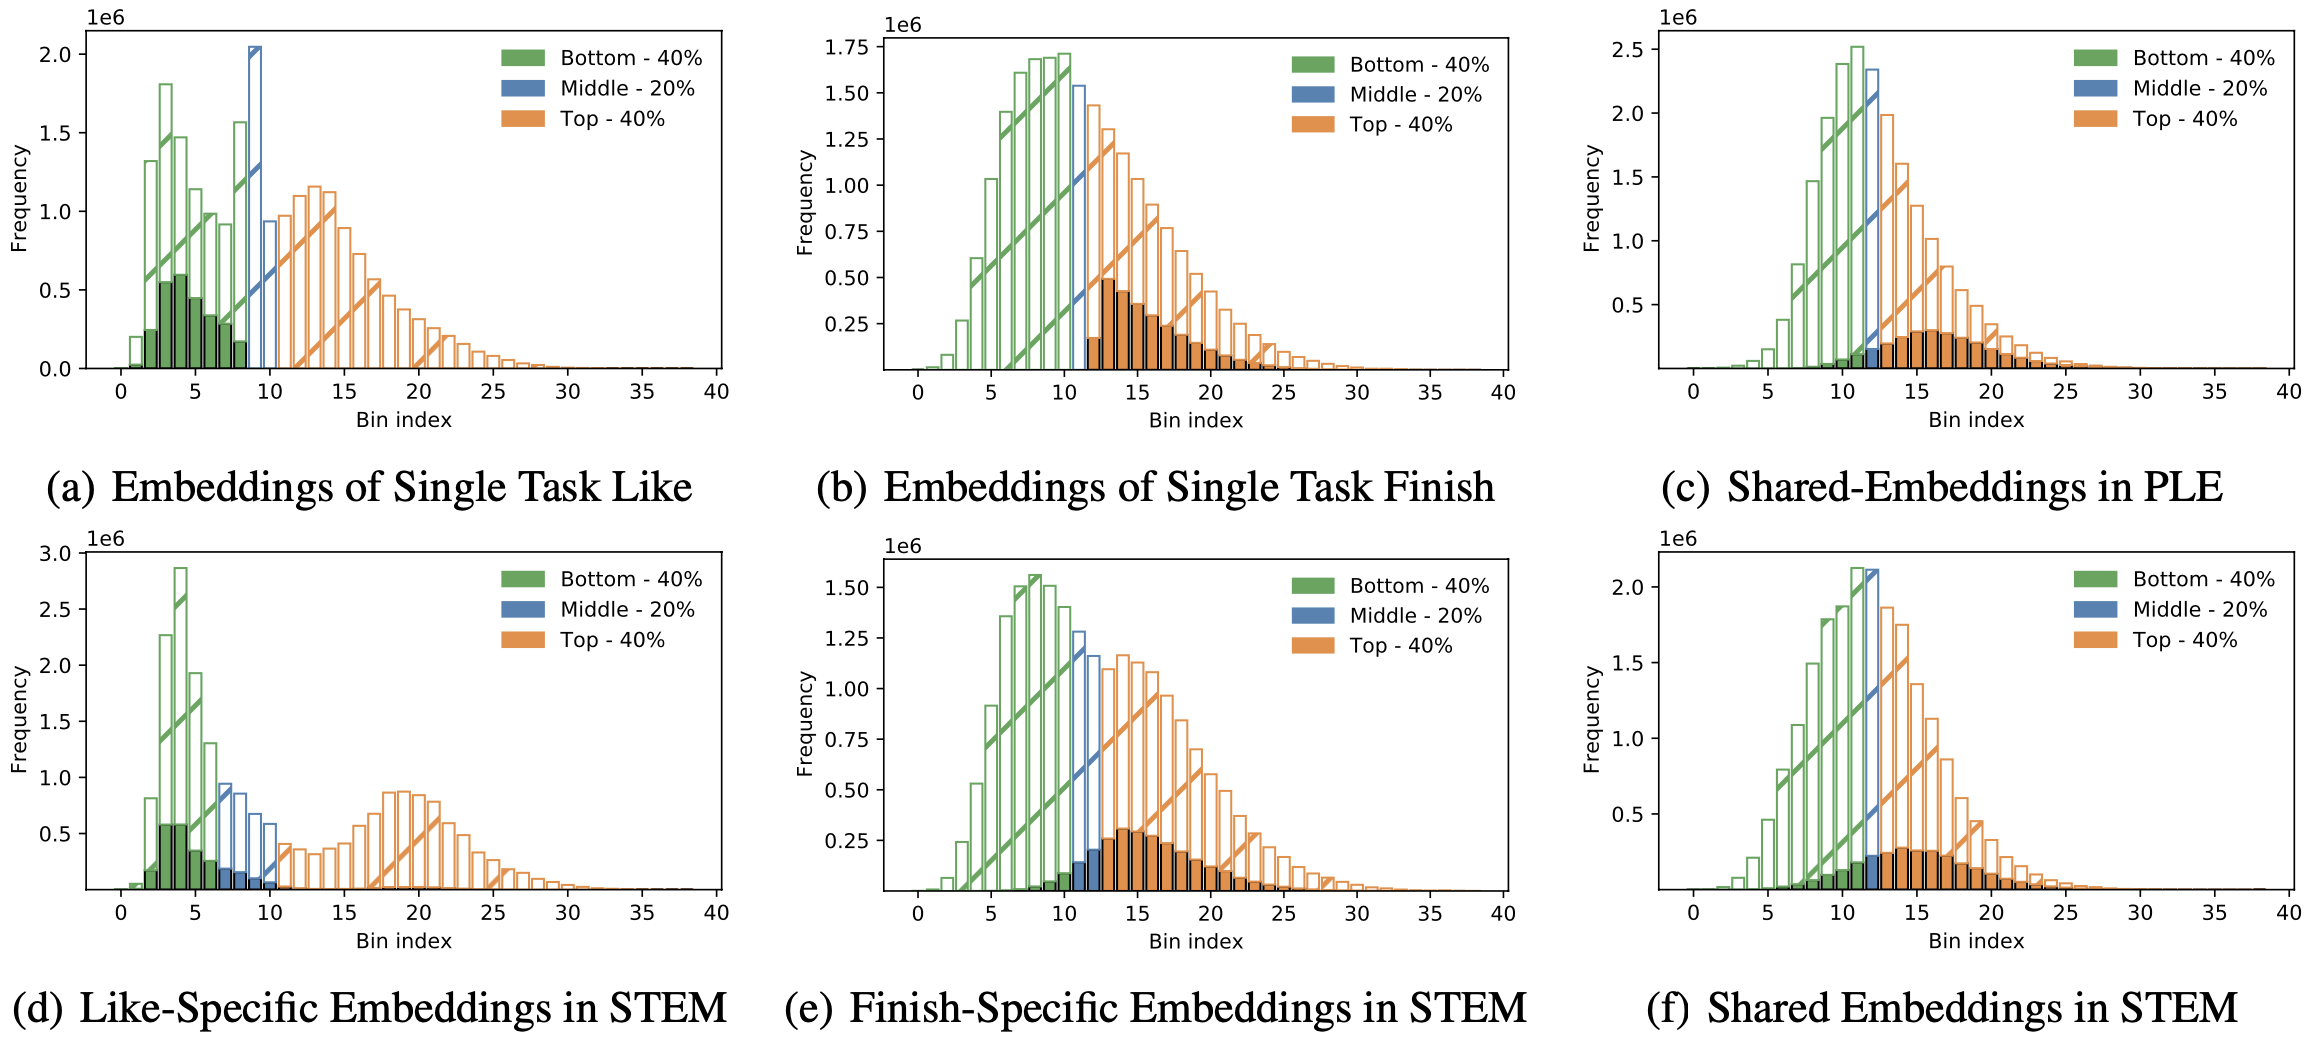 1e6
2.0
1.5
1.0
0.5
0.0
Frequency
Bottom - 40%
Middle - 20%
Top - 40%
0 5 10 15 20 25 30 35 40
Bin index
(a) Embeddings of Single Task Like
1e6
1.75
1.50
1.25
1.00
0.75
0.50
0.25
Frequency
Bottom - 40%
Middle - 20%
Top - 40%
0 5 10 15 20 25 30 35 40
Bin index
(b) Embeddings of Single Task Finish
1e6
2.5
2.0
1.5
1.0
0.5
Frequency
Bottom - 40%
Middle - 20%
Top - 40%
0 5 10 15 20 25 30 35 40
Bin index
(c) Shared-Embeddings in PLE
1e6
3.0
2.5
2.0
1.5
1.0
0.5
Frequency
Bottom - 40%
Middle - 20%
Top - 40%
0 5 10 15 20 25 30 35 40
Bin index
(d) Like-Specific Embeddings in STEM
1e6
1.50
1.25
1.00
0.75
0.50
0.25
Frequency
Bottom - 40%
Middle - 20%
Top - 40%
0 5 10 15 20 25 30 35 40
Bin index
(e) Finish-Specific Embeddings in STEM
1e6
2.0
1.5
1.0
0.5
Frequency
Bottom - 40%
Middle - 20%
Top - 40%
0 5 10 15 20 25 30 35 40
Bin index
(f) Shared Embeddings in STEM